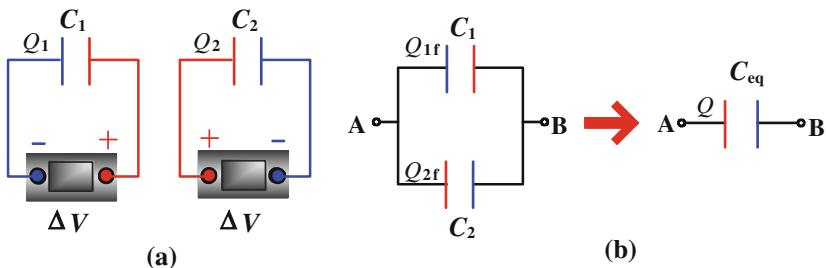 C1
Q1
− +
ΔV
C2
Q2
+ −
ΔV
(a)
C1
Q1f
A B
Q2f
C2
Ceq
Q
A B
(b)